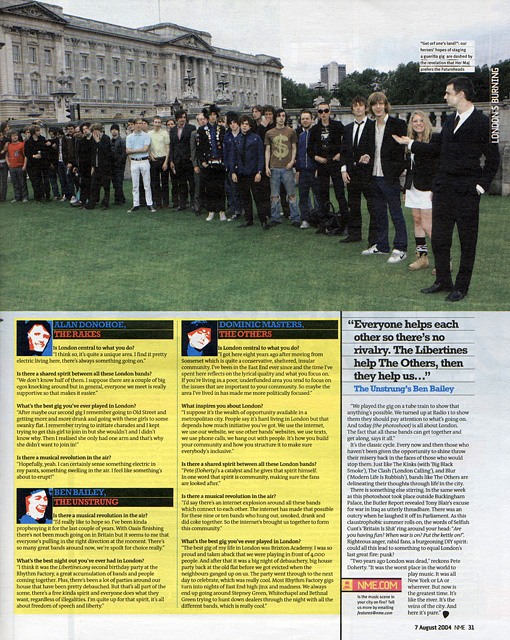 "Get off one's land!": our
heroes' hopes of staging
a guerilla gig are dashed by
the revelation that Her Maj
prefers the Futureheads.
LONDON'S BURNING
ALAN DONOHOE,
THE RAKES
Is London central to what you do?
"I think so, it's quite a unique area. I find it pretty
electric living here, there's always something going on."
Is there a shared spirit between all these London bands?
"We don't know half of them. I suppose there are a couple of big
egos knocking around but in general, everyone we meet is really
supportive so that makes it easier."
What's the best gig you've ever played in London?
"After maybe our second gig I remember going to Old Street and
getting more and more drunk and going with these girls to some
swanky flat. I remember trying to initiate charades and I kept
trying to get this girl to join in but she wouldn't and I didn't
know why. Then I realised she only had one arm and that's why
she didn't want to join in!"
Is there a musical revolution in the air?
"Hopefully, yeah. I can certainly sense something electric in
my pants, something swelling in the air. I feel like something's
about to erupt!"
BEN BAILEY,
THE UNSTRUNG
Is there a musical revolution in the air?
"I'd really like to hope so. I've been kinda
prophesying it for the last couple of years. With Oasis finishing
there's not been much going on in Britain but it seems to me that
everyone's pulling in the right direction at the moment. There's
so many great bands around now, we're spoilt for choice really."
What's the best night out you've ever had in London?
"I think it was the Libertines second birthday party at the
Rhythm Factory, a great accumulation of bands and people
coming together. Plus, there's been a lot of parties around our
house that have been pretty debauched. But that's all part of the
scene, there's a free kinda spirit and everyone does what they
want, regardless of illegalities. I'm quite up for that spirit, it's all
about freedom of speech and liberty."
DOMINIC MASTERS,
THE OTHERS
Is London central to what you do?
"I got here eight years ago after moving from
Somerset which is quite a conservative, sheltered, insular
community. I've been in the East End ever since and the time I've
spent here reflects on the lyrical quality and what you focus on.
If you're living in a poor, underfunded area you tend to focus on
the issues that are important to your community. So maybe the
area I've lived in has made me more politically focused."
What inspires you about London?
"I suppose it's the wealth of opportunity available in a
metropolitan city. People say it's hard living in London but that
depends how much initiative you've got. We use the internet,
we use our website, we use other bands' websites, we use texts,
we use phone calls, we hang out with people. It's how you build
your community and how you structure it to make sure
everybody's inclusive."
Is there a shared spirit between all these London bands?
"Pete (Doherty)'s a catalyst and he gives that spirit himself.
In one word that spirit is community, making sure the fans
are looked after."
Is there a musical revolution in the air?
"I'd say there's an internet explosion around all these bands
which connect to each other. The internet has made that possible
for these nine or ten bands who hung out, smoked, drank and
did coke together. So the internet's brought us together to form
this community."
What's the best gig you've ever played in London?
"The best gig of my life in London was Brixton Academy. I was so
proud and taken aback that we were playing in front of 4,000
people. And after that it was a big night of debauchery, big house
party back at the old flat before we got evicted when the
neighbours ganged up on us. The party went through to the next
day to celebrate, which was really cool. Most Rhythm Factory gigs
turn into nights of East End high jinx and madness. We always
end up going around Stepney Green, Whitechapel and Bethnal
Green trying to hunt down dealers through the night with all the
different bands, which is really cool."
"Everyone helps each
other so there's no
rivalry. The Libertines
help The Others, then
they help us..."
The Unstrung's Ben Bailey
"We played the gig on a tube train to show that
anything's possible. We turned up at Radio 1 to show
them they should pay attention to what's going on.
And today [the photoshoot] is all about London.
The fact that all these bands can get together and
get along, says it all."
It's the classic cycle. Every now and then those who
haven't been given the opportunity to shine throw
their misery back in the faces of those who would
stop them. Just like The Kinks (with 'Big Black
Smoke'), The Clash ('London Calling'), and Blur
('Modern Life Is Rubbish'), bands like The Others are
delineating their thoughts through life in the city.
There is something else stirring. In the same week
as this photoshoot took place outside Buckingham
Palace, the Butler Report revealed Tony Blair's excuse
for war in Iraq as utterly threadbare. There was an
outcry when he laughed it off in Parliament. As this
claustrophobic summer rolls on, the words of Selfish
Cunt's 'Britain Is Shit' ring around your head: "Are
you having fun? When war is on? Put the kettle on".
Righteous anger, rabid fans, a burgeoning DIY spirit:
could all this lead to something to equal London's
last great fire, punk?
"Two years ago London was dead," reckons Pete
Doherty. "It was the worst place in the world to
play music. It was all
New York or LA or
wherever. But now is
the greatest time. It's
like the river. It's the
veins of the city. And
here it's pure."
NME.COM
Is the music scene in
your city on fire? Tell
us more by emailing
features@nme.com
7 August 2004 NME 31